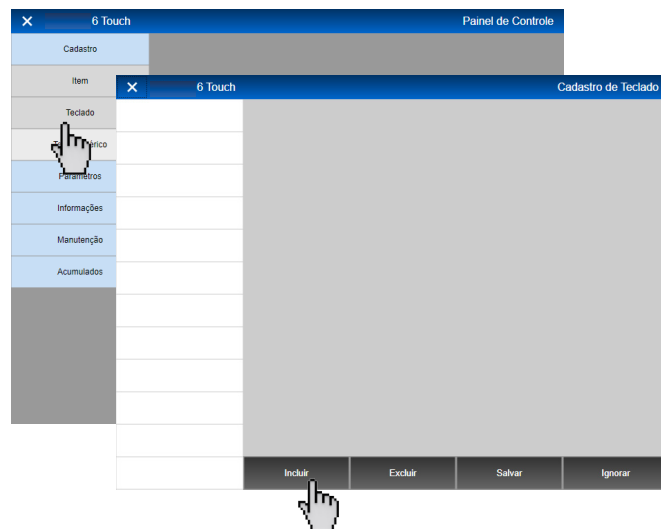 6 Touch
Painel de Controle
Cadastro
Item
Teclado
Parâmetros
Informações
Manutenção
Acumulados
6 Touch
Cadastro de Teclado
Incluir
Excluir
Salvar
Ignorar